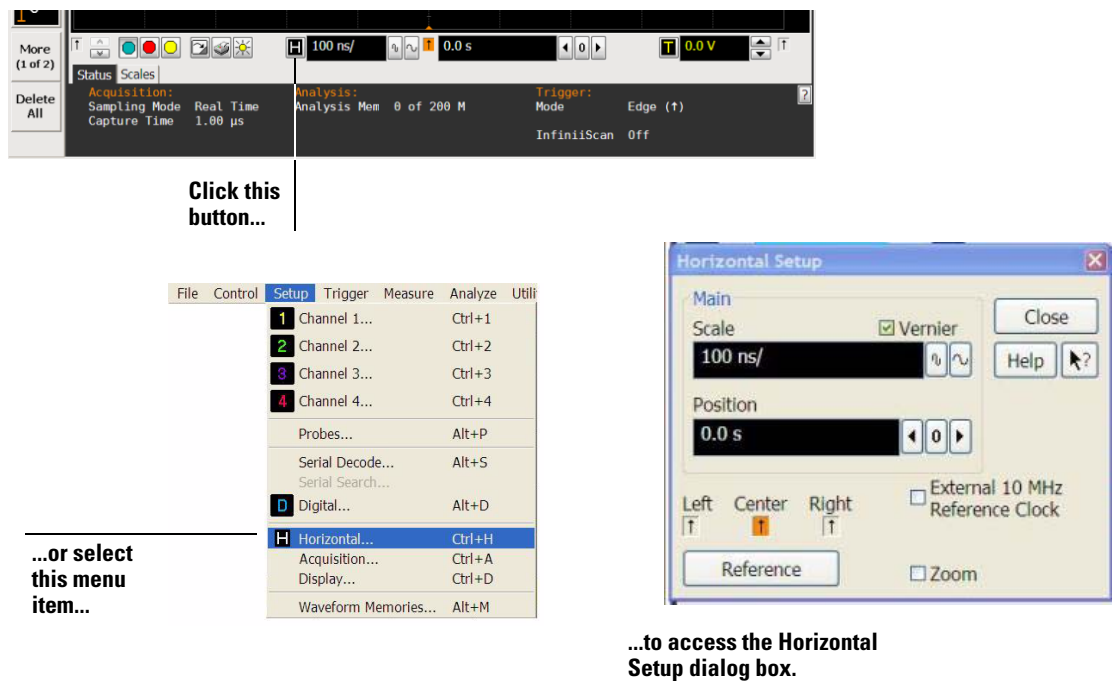 More
(1 of 2)
Delete
All
H 100 ns/ 0.0 s 0 T 0.0 V
Status Scales
Acquisition: Analysis: Trigger:
Sampling Mode Real Time Analysis Mem 0 of 200 M Mode Edge (↑)
Capture Time 1.00 µs
InfiniiScan Off
?
Click this
button...
File Control Setup Trigger Measure Analyze Utili
1 Channel 1... Ctrl+1
2 Channel 2... Ctrl+2
3 Channel 3... Ctrl+3
4 Channel 4... Ctrl+4
Probes... Alt+P
Serial Decode... Alt+S
Serial Search...
D Digital... Alt+D
H Horizontal... Ctrl+H
Acquisition... Ctrl+A
Display... Ctrl+D
Waveform Memories... Alt+M
...or select
this menu
item...
Horizontal Setup
Main
Scale Vernier Close
100 ns/ Help ?
Position
0.0 s 0
External 10 MHz
Reference Clock
Left Center Right
Reference Zoom
...to access the Horizontal
Setup dialog box.